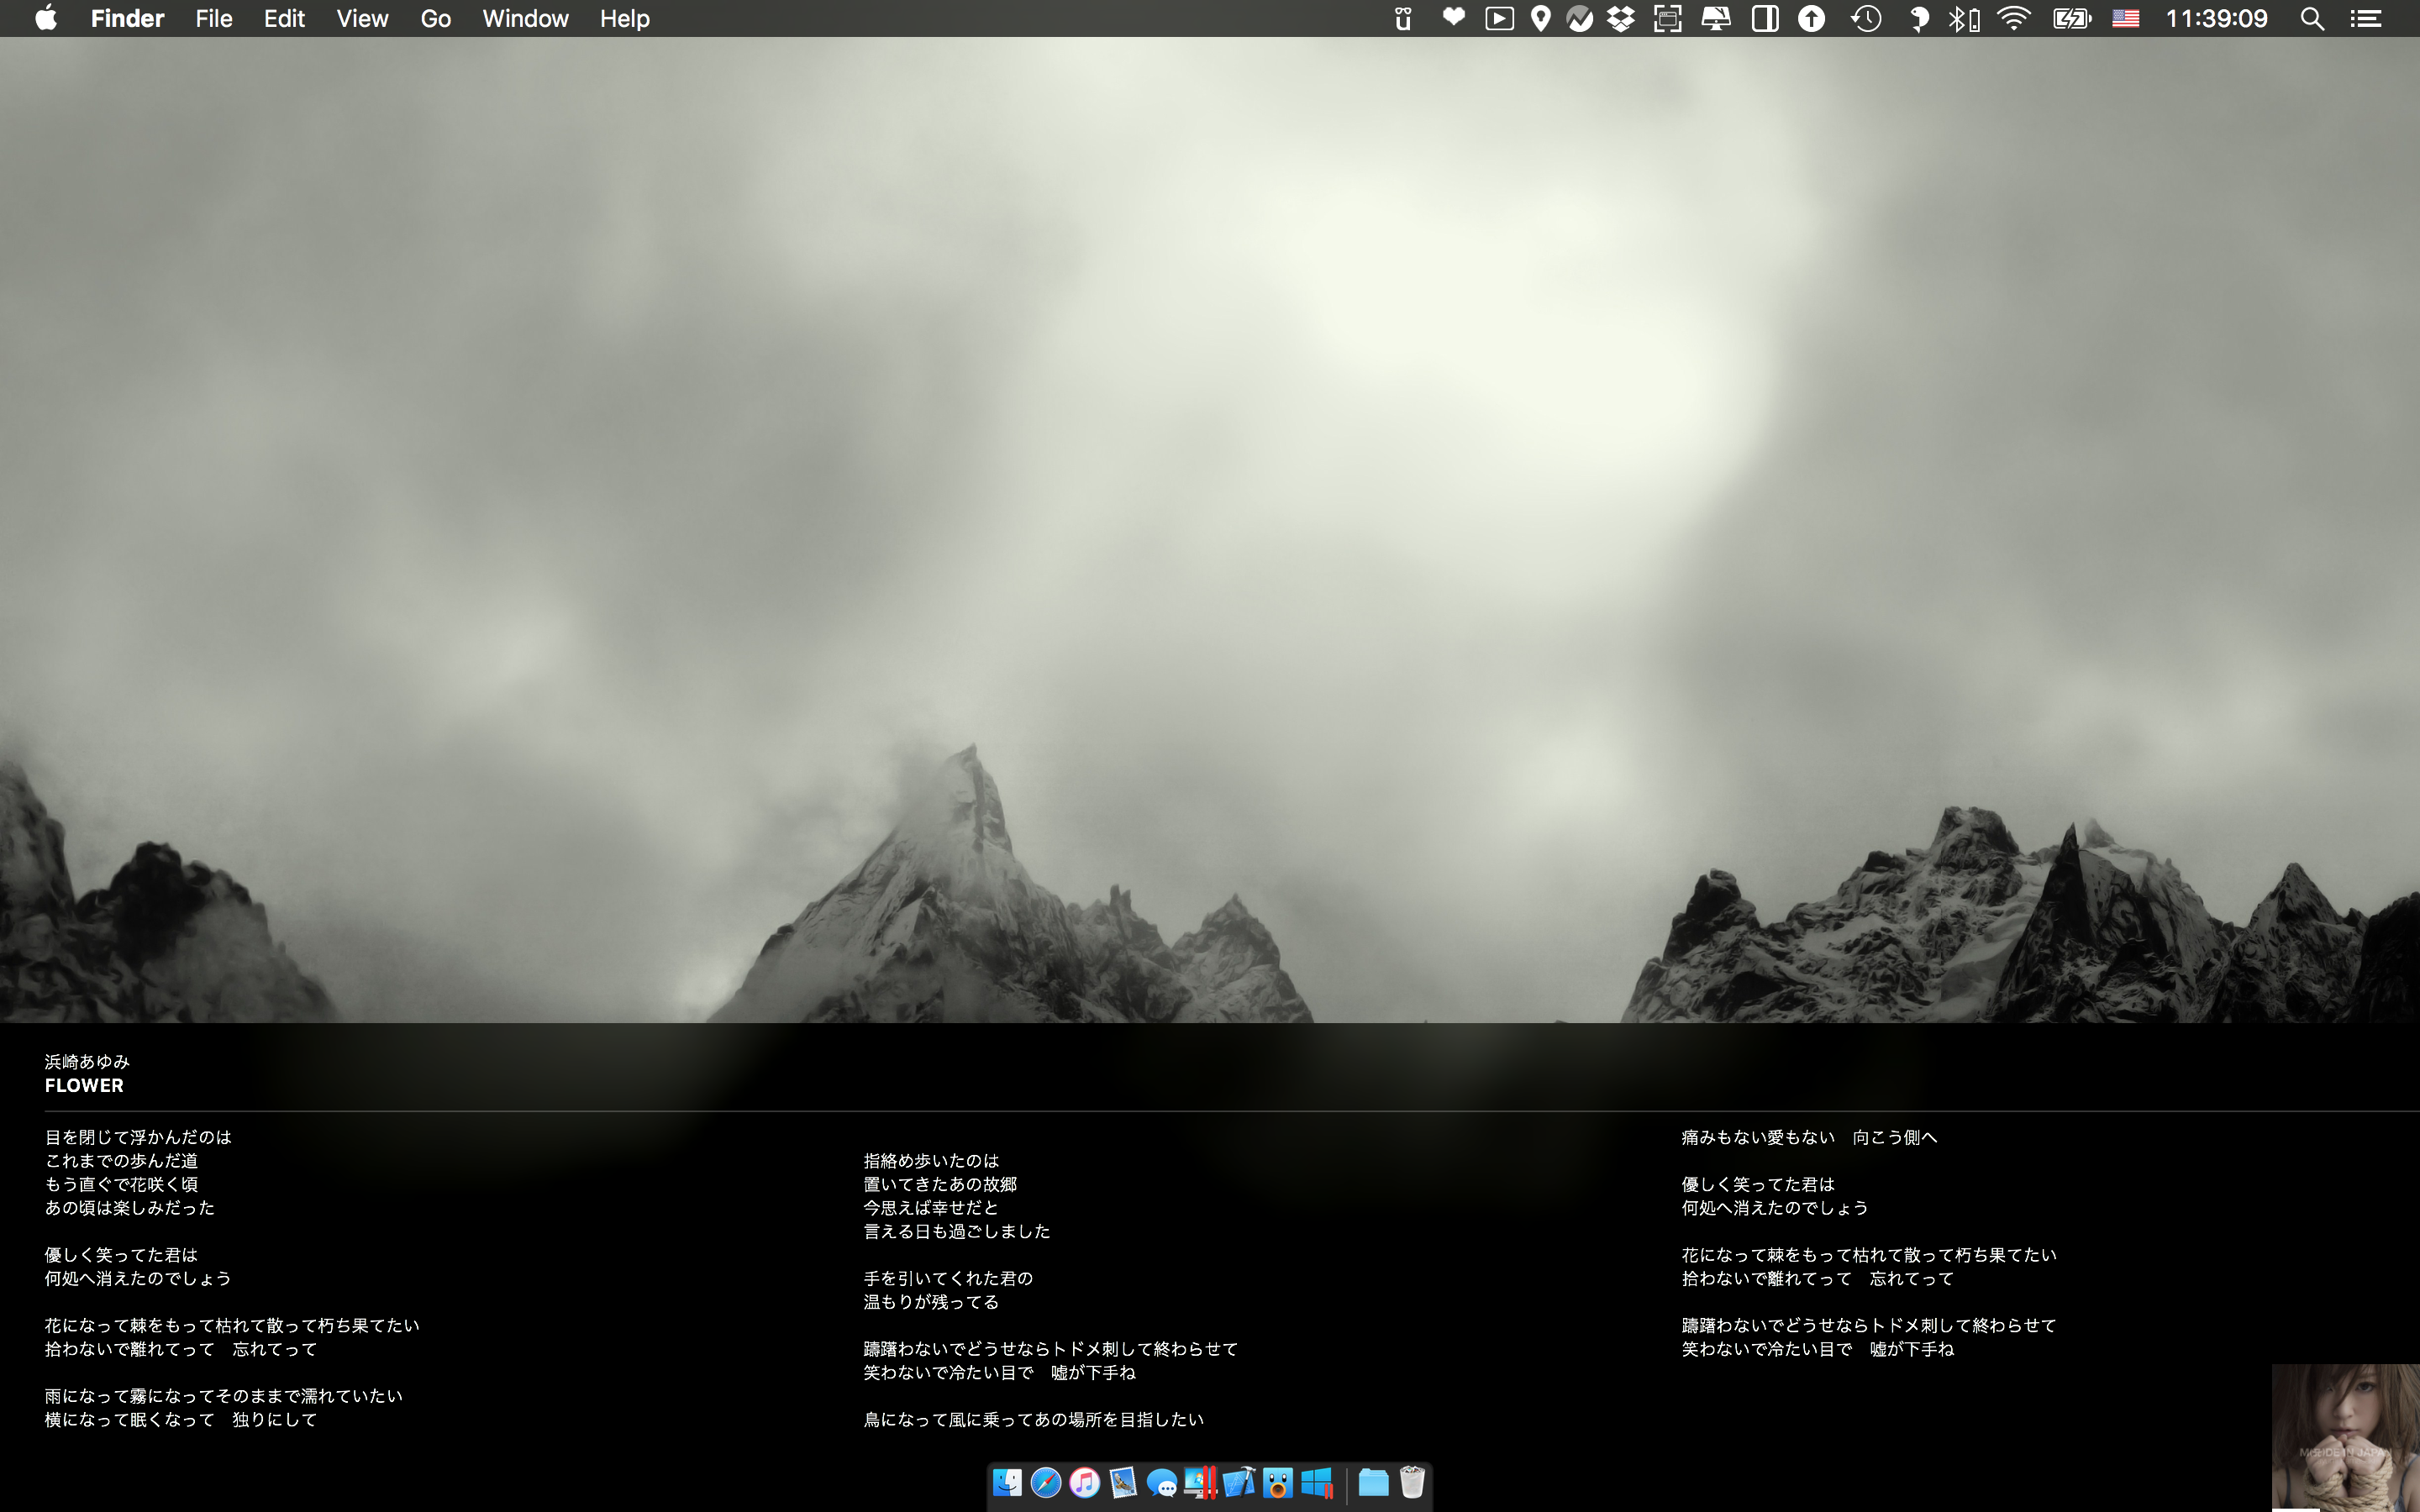 Finder File Edit View Go Window Help 11:39:09
浜崎あゆみ
FLOWER
目を閉じて浮かんだのは
これまでの歩んだ道
もう直ぐで花咲く頃
あの頃は楽しみだった
優しく笑ってた君は
何処へ消えたのでしょう
花になって棘をもって枯れて散って朽ち果てたい
拾わないで離れてって　忘れてって
雨になって霧になってそのままで濡れていたい
横になって眠くなって　独りにして
指絡め歩いたのは
置いてきたあの故郷
今思えば幸せだと
言える日も過ごしました
手を引いてくれた君の
温もりが残ってる
躊躇わないでどうせならトドメ刺して終わらせて
笑わないで冷たい目で　嘘が下手ね
鳥になって風に乗ってあの場所を目指したい
痛みもない愛もない　向こう側へ
優しく笑ってた君は
何処へ消えたのでしょう
花になって棘をもって枯れて散って朽ち果てたい
拾わないで離れてって　忘れてって
躊躇わないでどうせならトドメ刺して終わらせて
笑わないで冷たい目で　嘘が下手ね
IN JAPAN